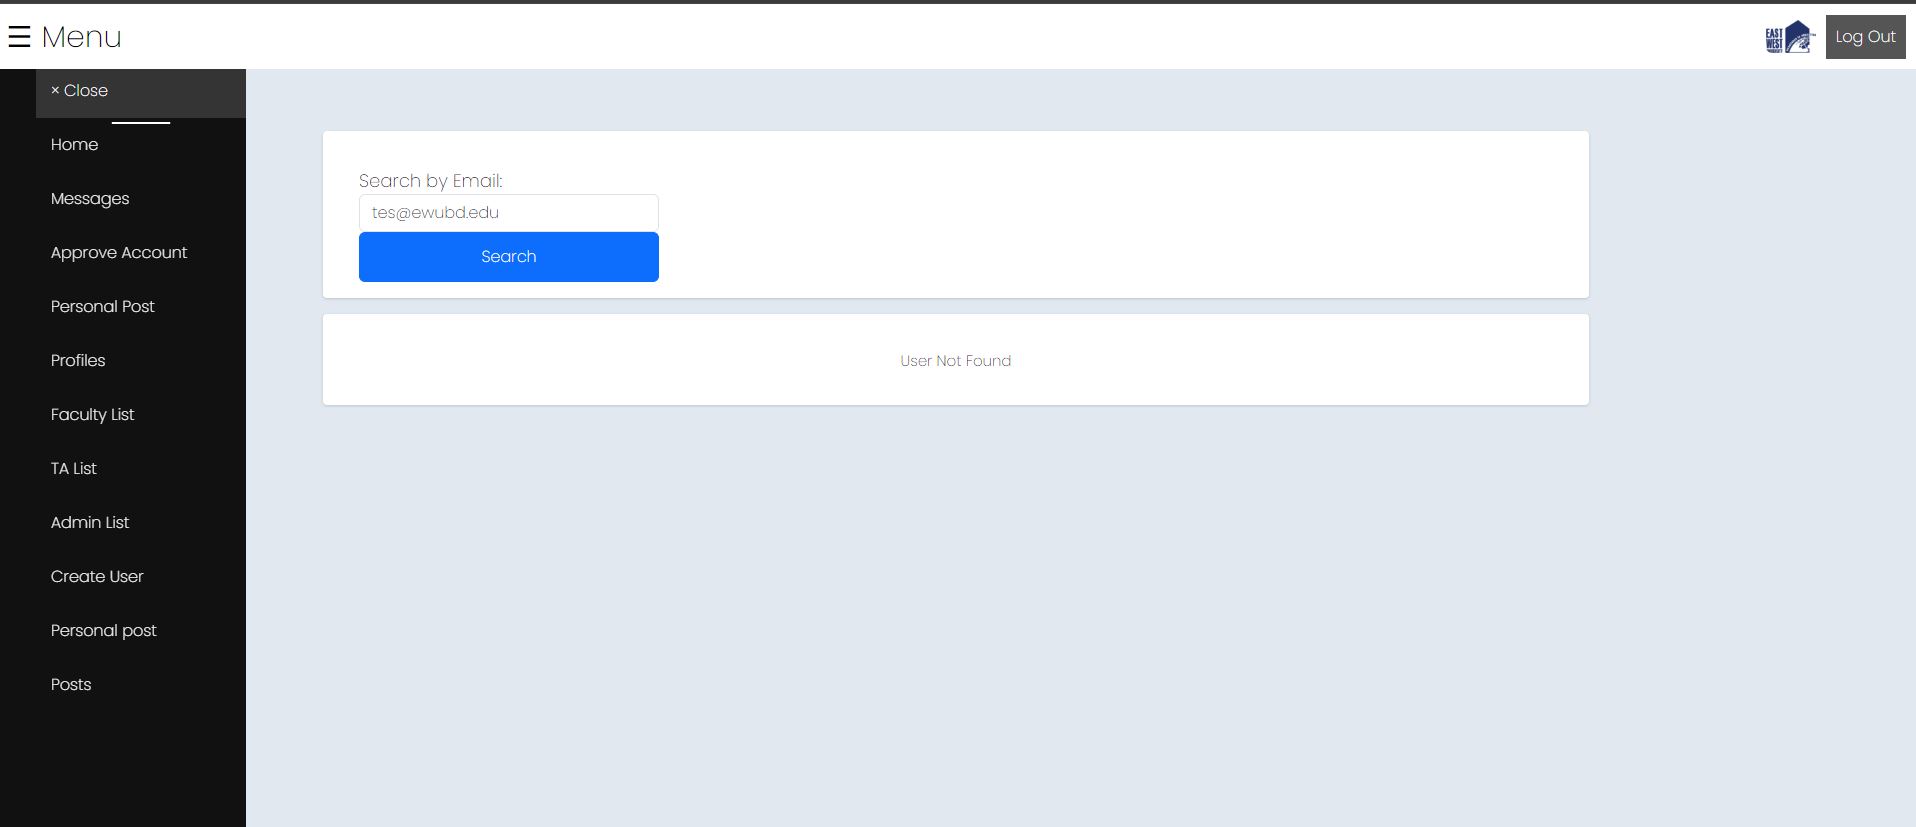 ☰ Menu
EAST
WEST
Log Out
× Close
Home
Messages
Approve Account
Personal Post
Profiles
Faculty List
TA List
Admin List
Create User
Personal post
Posts
Search by Email:
tes@ewubd.edu
Search
User Not Found